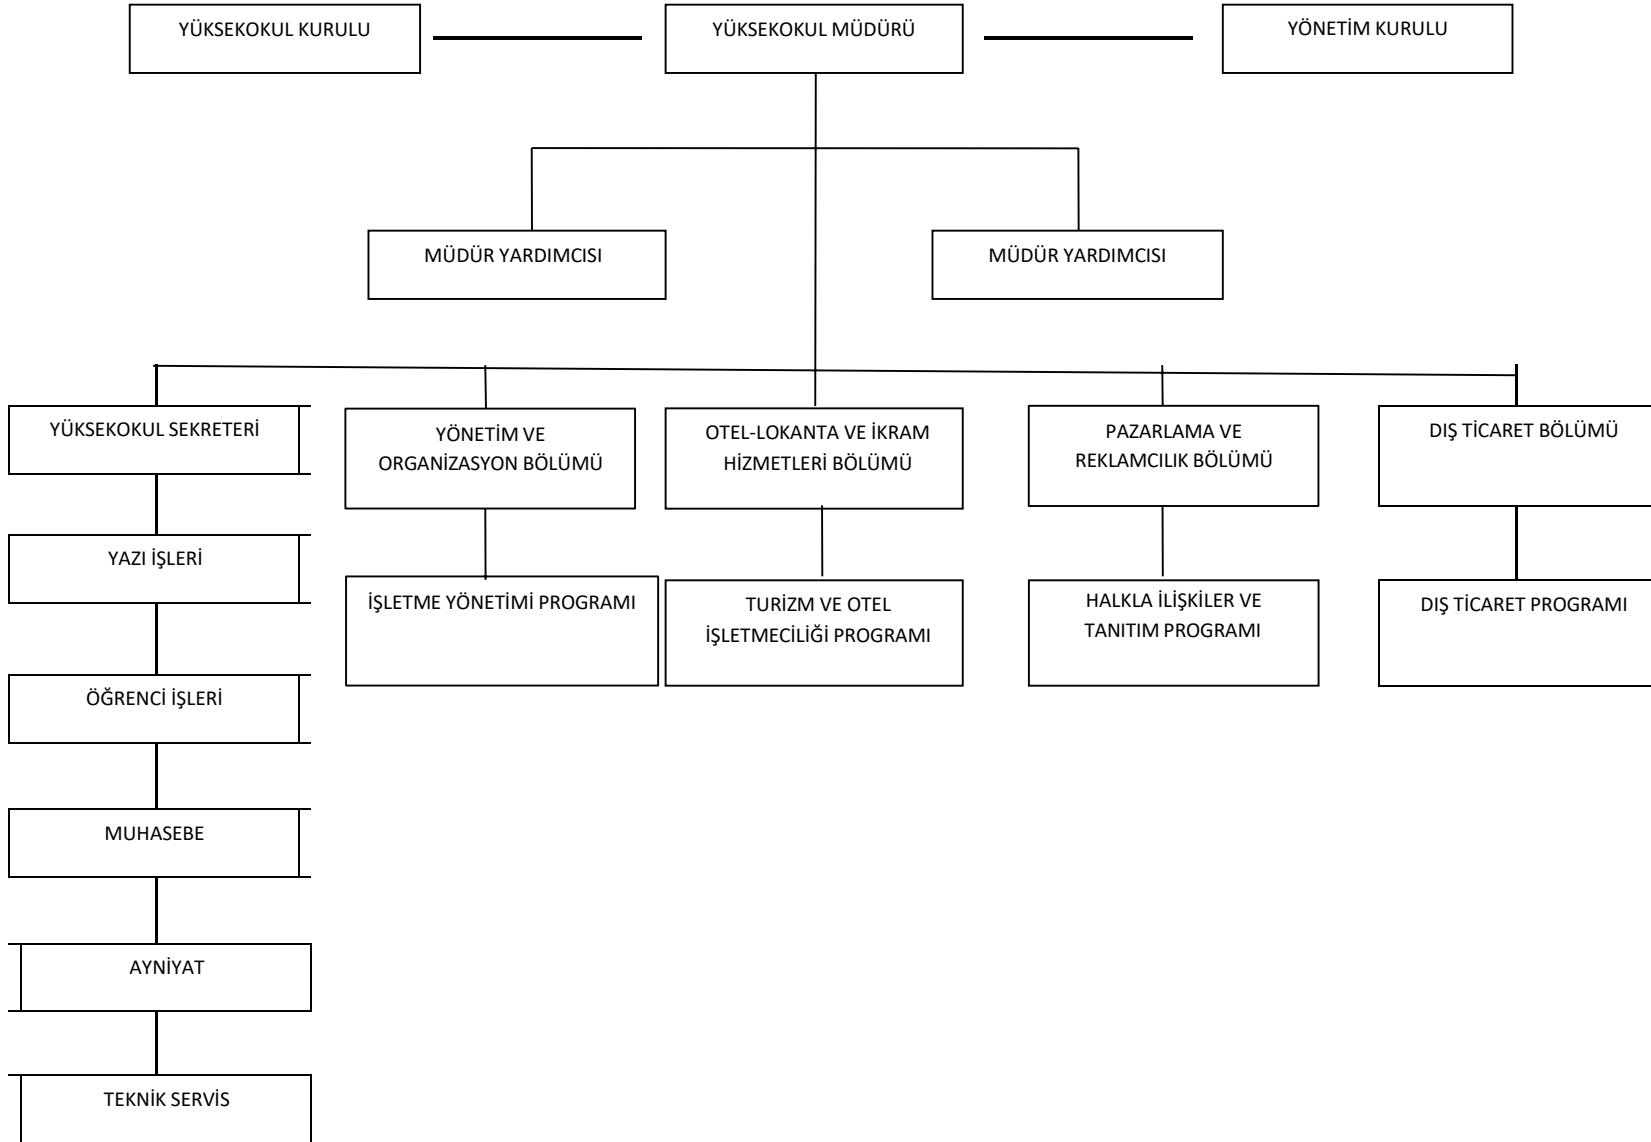 YÜKSEKOKUL KURULU
YÜKSEKOKUL MÜDÜRÜ
YÖNETİM KURULU
MÜDÜR YARDIMCISI
MÜDÜR YARDIMCISI
YÜKSEKOKUL SEKRETERİ
YÖNETİM VE
ORGANİZASYON BÖLÜMÜ
OTEL-LOKANTA VE İKRAM
HİZMETLERİ BÖLÜMÜ
PAZARLAMA VE
REKLAMCILIK BÖLÜMÜ
DIŞ TİCARET BÖLÜMÜ
YAZI İŞLERİ
İŞLETME YÖNETİMİ PROGRAMI
TURİZM VE OTEL
İŞLETMECİLİĞİ PROGRAMI
HALKLA İLİŞKİLER VE
TANITIM PROGRAMI
DIŞ TİCARET PROGRAMI
ÖĞRENCİ İŞLERİ
MUHASEBE
AYNİYAT
TEKNİK SERVİS